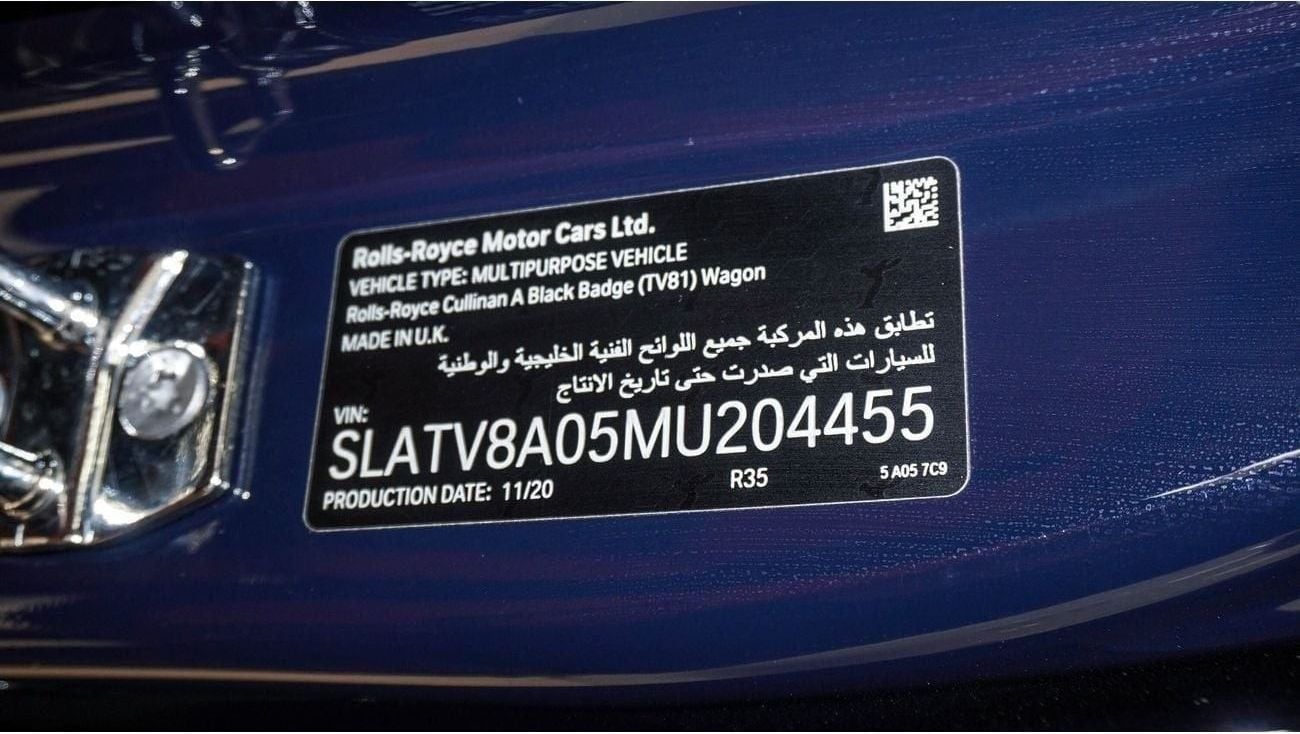 Rolls-Royce Motor Cars Ltd.
VEHICLE TYPE: MULTIPURPOSE VEHICLE
Rolls-Royce Cullinan A Black Badge (TV81) Wagon
MADE IN U.K.
تطابق هذه المركبة جميع اللوائح الفنية الخليجية والوطنية
للسيارات التي صدرت حتى تاريخ الانتاج
VIN:
SLATV8A05MU204455
PRODUCTION DATE: 11/20 R35 5 A05 7C9